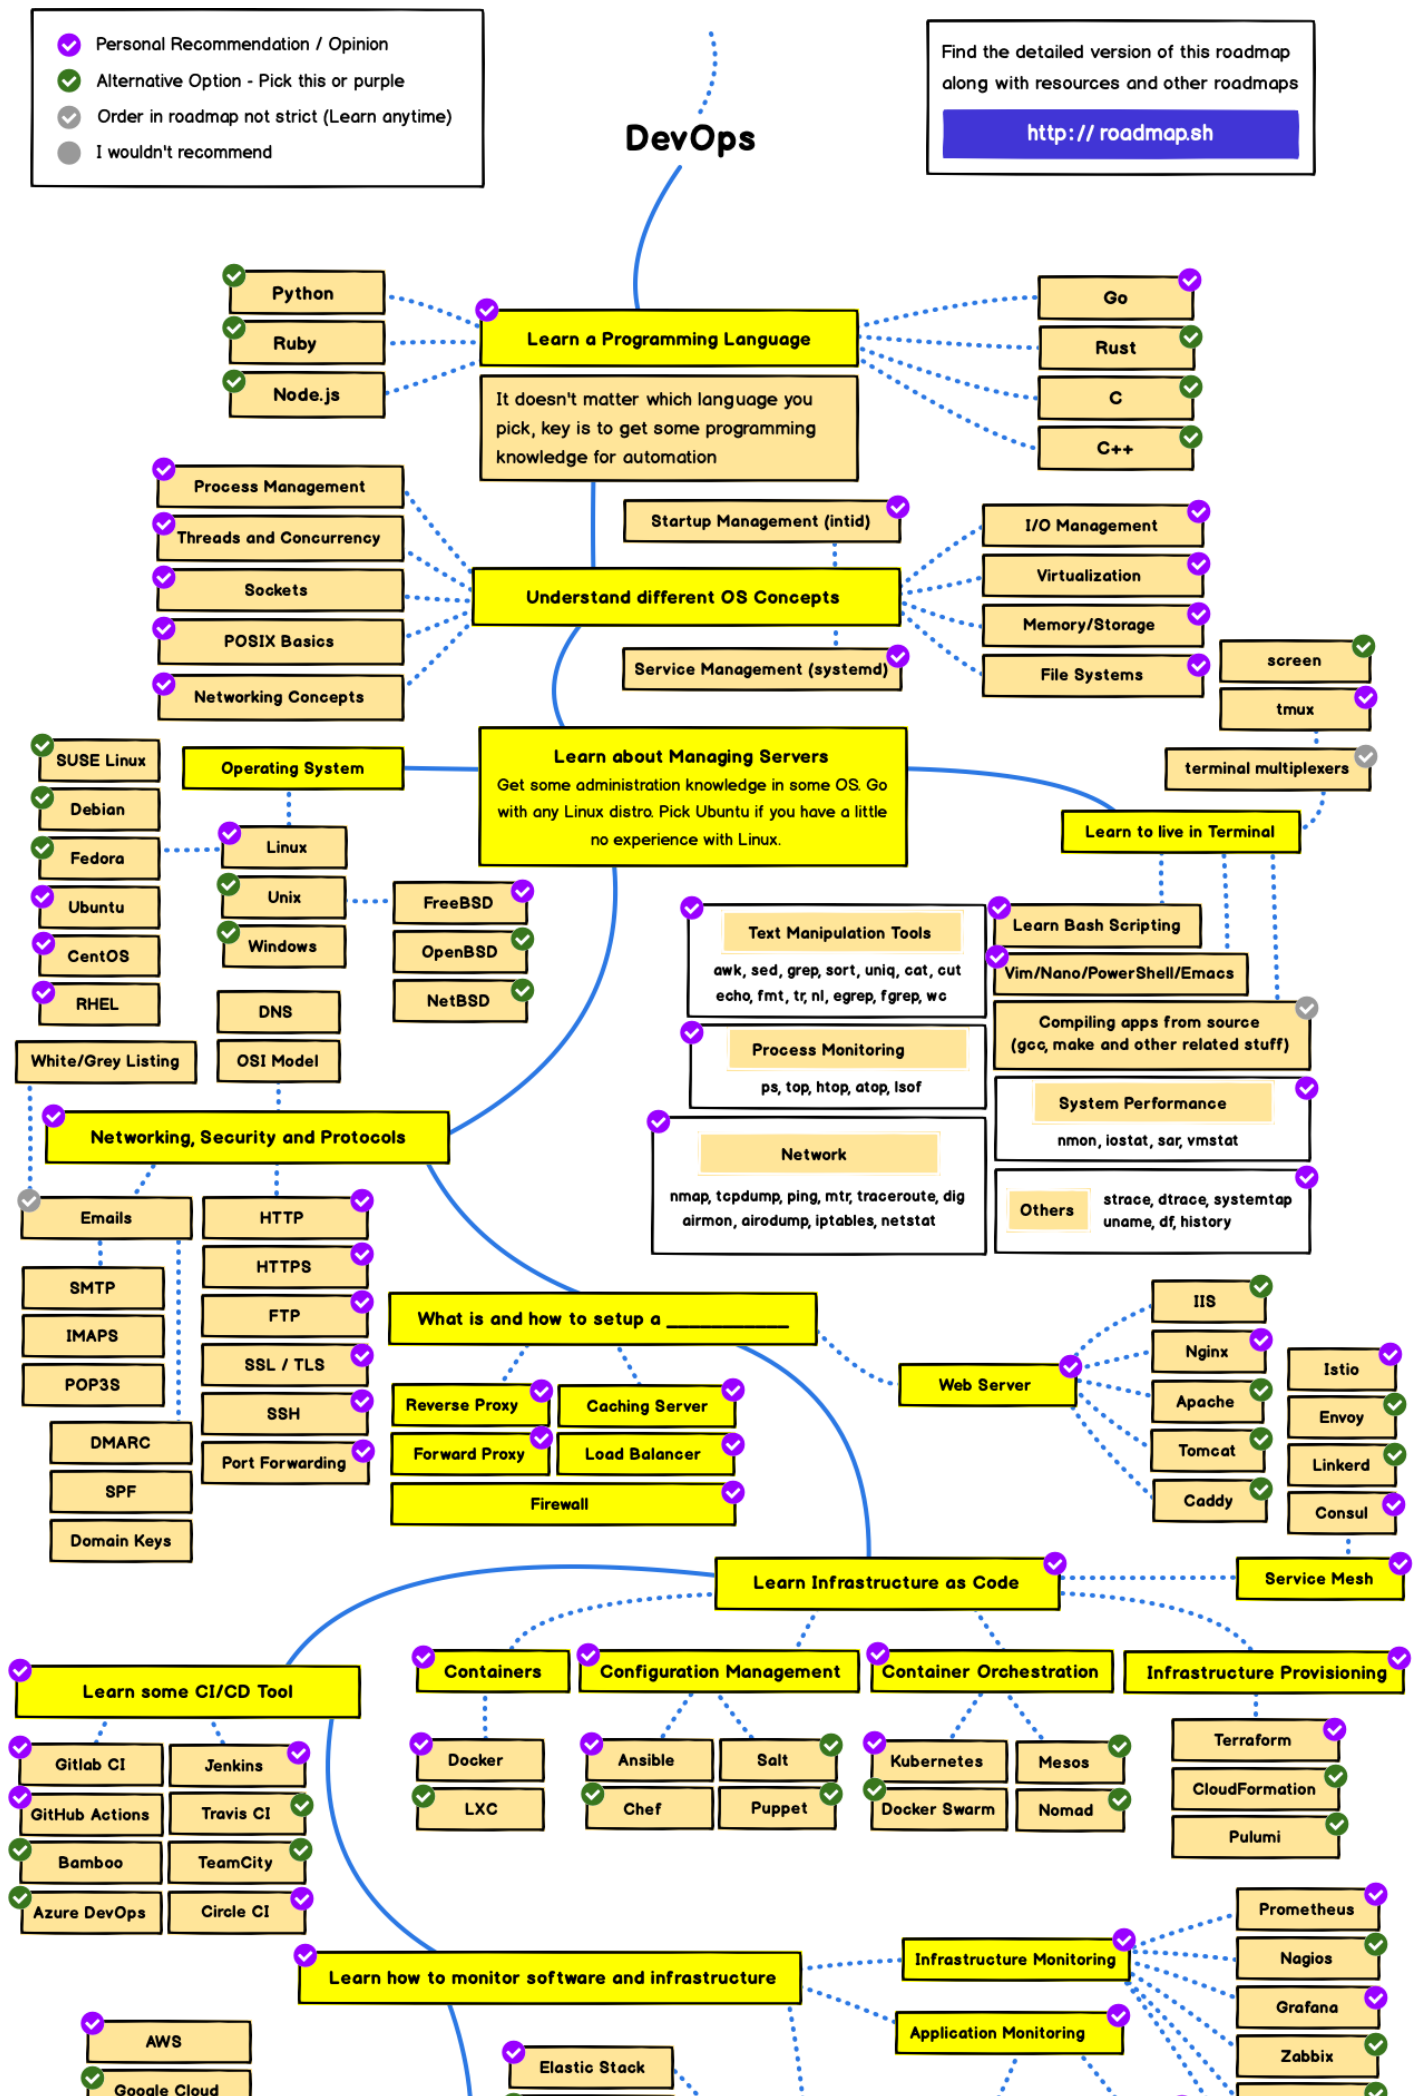 Personal Recommendation / Opinion
Alternative Option - Pick this or purple
Order in roadmap not strict (Learn anytime)
I wouldn't recommend
Find the detailed version of this roadmap
along with resources and other roadmaps
http: // roadmap.sh
DevOps
Python
Ruby
Node.js
Learn a Programming Language
It doesn't matter which language you
pick, key is to get some programming
knowledge for automation
Go
Rust
C
C++
Process Management
Threads and Concurrency
Sockets
POSIX Basics
Networking Concepts
Startup Management (intid)
Understand different OS Concepts
Service Management (systemd)
I/O Management
Virtualization
Memory/Storage
File Systems
screen
tmux
terminal multiplexers
Learn to live in Terminal
Learn about Managing Servers
Get some administration knowledge in some OS. Go
with any Linux distro. Pick Ubuntu if you have a little
no experience with Linux.
Operating System
SUSE Linux
Debian
Fedora
Ubuntu
CentOS
RHEL
Linux
Unix
Windows
FreeBSD
OpenBSD
NetBSD
DNS
OSI Model
White/Grey Listing
Text Manipulation Tools
awk, sed, grep, sort, uniq, cat, cut
echo, fmt, tr, nl, egrep, fgrep, wc
Process Monitoring
ps, top, htop, atop, lsof
Network
nmap, tcpdump, ping, mtr, traceroute, dig
airmon, airodump, iptables, netstat
Learn Bash Scripting
Vim/Nano/PowerShell/Emacs
Compiling apps from source
(gcc, make and other related stuff)
System Performance
nmon, iostat, sar, vmstat
Others
strace, dtrace, systemtap
uname, df, history
Networking, Security and Protocols
Emails
SMTP
IMAPS
POP3S
DMARC
SPF
Domain Keys
HTTP
HTTPS
FTP
SSL / TLS
SSH
Port Forwarding
What is and how to setup a ____________
Reverse Proxy
Caching Server
Forward Proxy
Load Balancer
Firewall
Web Server
IIS
Nginx
Apache
Tomcat
Caddy
Istio
Envoy
Linkerd
Consul
Service Mesh
Learn Infrastructure as Code
Containers
Docker
LXC
Configuration Management
Ansible
Salt
Chef
Puppet
Container Orchestration
Kubernetes
Mesos
Docker Swarm
Nomad
Infrastructure Provisioning
Terraform
CloudFormation
Pulumi
Learn some CI/CD Tool
Gitlab CI
Jenkins
GitHub Actions
Travis CI
Bamboo
TeamCity
Azure DevOps
Circle CI
Learn how to monitor software and infrastructure
Infrastructure Monitoring
Prometheus
Nagios
Grafana
Zabbix
Application Monitoring
AWS
Google Cloud
Elastic Stack